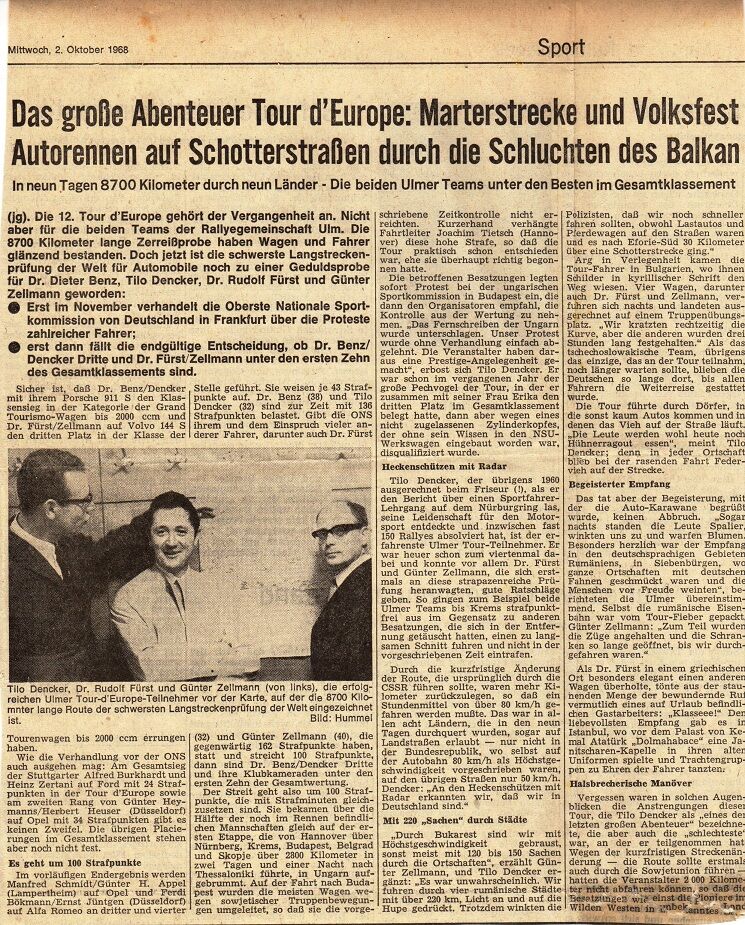 Mittwoch, 2. Oktober 1968
Sport
Das große Abenteuer Tour d’Europe: Marterstrecke und Volksfest
Autorennen auf Schotterstraßen durch die Schluchten des Balkan
In neun Tagen 8700 Kilometer durch neun Länder - Die beiden Ulmer Teams unter den Besten im Gesamtklassement
(jg). Die 12. Tour d’Europe gehört der Vergangenheit an. Nicht
aber für die beiden Teams der Rallyegemeinschaft Ulm. Die
8700 Kilometer lange Zerreißprobe haben Wagen und Fahrer
glänzend bestanden. Doch jetzt ist die schwerste Langstrecken-
prüfung der Welt für Automobile noch zu einer Geduldsprobe
für Dr. Dieter Benz, Tilo Dencker, Dr. Rudolf Fürst und Günter
Zellmann geworden:
● Erst im November verhandelt die Oberste Nationale Sport-
kommission von Deutschland in Frankfurt über die Proteste
zahlreicher Fahrer;
● erst dann fällt die endgültige Entscheidung, ob Dr. Benz/
Dencker Dritte und Dr. Fürst/Zellmann unter den ersten Zehn
des Gesamtklassements sind.
Sicher ist, daß Dr. Benz/Dencker
mit ihrem Porsche 911 S den Klas-
sensieg in der Kategorie der Grand
Tourismo-Wagen bis 2000 ccm und
Dr. Fürst/Zellmann auf Volvo 144 S
den dritten Platz in der Klasse der
Stelle geführt. Sie weisen je 43 Straf-
punkte auf. Dr. Benz (38) und Tilo
Dencker (32) sind zur Zeit mit 136
Strafpunkten belastet. Gibt die ONS
ihrem und dem Einspruch vieler an-
derer Fahrer, darunter auch Dr. Fürst
Tilo Dencker, Dr. Rudolf Fürst und Günter Zellmann (von links), die erfolg-
reichen Ulmer Tour-d’Europe-Teilnehmer vor der Karte, auf der die 8700 Kilo-
mnter lange Route der schwersten Langstreckenprüfung der Welt eingezeichnet
ist. Bild: Hummel
Tourenwagen bis 2000 ccm errungen
haben.
Wie die Verhandlung vor der ONS
auch ausgehen mag: Am Gesamtsieg
der Stuttgarter Alfred Burkhardt und
Heinz Zertani auf Ford mit 24 Straf-
punkten in der Tour d’Europe sowie
am zweiten Rang von Günter Hey-
manns/Herbert Heuser (Düsseldorf)
auf Opel mit 34 Strafpunkten gibt es
keinen Zweifel. Die übrigen Placie-
rungen im Gesamtklassement stehen
aber noch nicht fest.
Es geht um 100 Strafpunkte
Im vorläufigen Endergebnis werden
Manfred Schmidt/Günter H. Appel
(Lampertheim) auf Opel und Ferdi
Bökmann/Ernst Jüntgen (Düsseldorf)
auf Alfa Romeo an dritter und vierter
(32) und Günter Zellmann (40), die
gegenwärtig 162 Strafpunkte haben,
statt und streicht 100 Strafpunkte,
dann sind Dr. Benz/Dencker Dritte
und ihre Klubkameraden unter den
ersten Zehn der Gesamtwertung.
Der Streit geht also um 100 Straf-
punkte, die mit Strafminuten gleich-
zusetzen sind. Sie bekamen über die
Hälfte der noch im Rennen befindli-
chen Mannschaften gleich auf der er-
sten Etappe, die von Hannover über
Nürnberg, Krems, Budapest, Belgrad
und Skopje über 2800 Kilometer in
zwei Tagen und einer Nacht nach
Thessaloniki führte, in Ungarn auf-
gebrummt. Auf der Fahrt nach Buda-
pest wurden die meisten Wagen we-
gen sowjetischer Truppenbewegun-
gen umgeleitet, so daß sie die vorge-
schriebene Zeitkontrolle nicht er-
reichten. Kurzerhand verhängte
Fahrtleiter Joachim Tietsch (Hanno-
ver) diese hohe Strafe, so daß die
Tour praktisch schon entschieden
war, ehe sie überhaupt richtig begon-
nen hatte.
Die betroffenen Besatzungen legten
sofort Protest bei der ungarischen
Sportkommission in Budapest ein, die
dann den Organisatoren empfahl, die
Kontrolle aus der Wertung zu neh-
men. „Das Fernschreiben der Ungarn
wurde unterschlagen. Unser Protest
wurde ohne Verhandlung einfach ab-
gelehnt. Die Veranstalter haben dar-
aus eine Prestige-Angelegenheit ge-
macht“, erbost sich Tilo Dencker. Er
war schon im vergangenen Jahr der
große Pechvogel der Tour, in der er
zusammen mit seiner Frau Erika den
dritten Platz im Gesamtklassement
belegt hatte, dann aber wegen eines
nicht zugelassenen Zylinderkopfes,
der ohne sein Wissen in den NSU-
Werkswagen eingebaut worden war,
disqualifiziert wurde.
Heckenschützen mit Radar
Tilo Dencker, der übrigens 1960
ausgerechnet beim Friseur (!), als er
den Bericht über einen Sportfahrer-
Lehrgang auf dem Nürburgring las,
seine Leidenschaft für den Motor-
sport entdeckte und inzwischen fast
150 Rallyes absolviert hat, ist der er-
fahrenste Ulmer Tour-Teilnehmer. Er
war heuer schon zum viertenmal da-
bei und konnte vor allem Dr. Fürst
und Günter Zellmann, die sich erst-
mals an diese strapazenreiche Prü-
fung heranwagten, gute Ratschläge
geben. So gingen zum Beispiel beide
Ulmer Teams bis Krems strafpunkt-
frei aus im Gegensatz zu anderen
Besatzungen, die sich in der Entfer-
nung getäuscht hatten, einen zu lang-
samen Schnitt fuhren und nicht in der
vorgeschriebenen Zeit eintrafen.
Durch die kurzfristige Änderung
der Route, die ursprünglich durch die
CSSR führen sollte, waren mehr Ki-
lometer zurückzulegen, so daß ein
Stundenmittel von über 80 km/h ge-
fahren werden mußte. Das war in al-
len acht Ländern, die in den neun
Tagen durchquert wurden, sogar auf
Landstraßen erlaubt — nur nicht in
der Bundesrepublik, wo selbst auf
der Autobahn 80 km/h als Höchstge-
schwindigkeit vorgeschrieben waren,
auf den übrigen Straßen nur 50 km/h.
Dencker: „An den Heckenschützen mit
Radar erkannten wir, daß wir in
Deutschland sind.“
Mit 220 „Sachen“ durch Städte
„Durch Bukarest sind wir mit
Höchstgeschwindigkeit gebraust,
sonst meist mit 120 bis 150 Sachen
durch die Ortschaften“, erzählt Gün-
ter Zellmann, und Tilo Dencker er-
gänzt: „Es war unwahrscheinlich. Wir
fuhren durch vier rumänische Städte
mit über 220 km, Licht an und auf die
Hupe gedrückt. Trotzdem winkten die
Polizisten, daß wir noch schneller
fahren sollten, obwohl Lastautos und
Pferdewagen auf den Straßen waren
und es nach Eforie-Süd 30 Kilometer
über eine Schotterstrecke ging.“
Arg in Verlegenheit kamen die
Tour-Fahrer in Bulgarien, wo ihnen
Schilder in kyrillischer Schrift den
Weg wiesen. Vier Wagen, darunter
auch Dr. Fürst und Zellmann, ver-
fuhren sich nachts und landeten aus-
gerechnet auf einem Truppenübungs-
platz. „Wir kratzten rechtzeitig die
Kurve, aber die anderen wurden drei
Stunden lang festgehalten.“ Als das
tschechoslowakische Team, übrigens
das einzige, das an der Tour teilnahm,
noch länger warten sollte, blieben die
Deutschen so lange dort, bis allen
Fahrern die Weiterreise gestattet
wurde.
Die Tour führte durch Dörfer, in
die sonst kaum Autos kommen und in
denen das Vieh auf der Straße läuft.
„Die Leute werden wohl heute noch
Hühnerragout essen“, meint Tilo
Dencker; denn in jeder Ortschaft
blieb bei der rasenden Fahrt Feder-
vieh auf der Strecke.
Begeisterter Empfang
Das tat aber der Begeisterung, mit
der die Auto-Karawane begrüßt
wurde, keinen Abbruch. „Sogar
nachts standen die Leute Spalier,
winkten uns zu und warfen Blumen.
Besonders herzlich war der Empfang
in den deutschsprachigen Gebieten
Rumäniens, in Siebenbürgen, wo
ganze Ortschaften mit deutschen
Fahnen geschmückt waren und die
Menschen vor Freude weinten“, be-
richteten die Ulmer übereinstim-
mend. Selbst die rumänische Eisen-
bahn war vom Tour-Fieber gepackt,
Günter Zellmann: „Zum Teil wurden
die Züge angehalten und die Schran-
ken so lange geöffnet, bis wir durch-
gefahren waren.“
Als Dr. Fürst in einem griechischen
Ort besonders elegant einen anderen
Wagen überholte, tönte aus der stau-
nenden Menge der bewundernde Ruf
vermutlich eines auf Urlaub befindli-
chen Gastarbeiters: „Klasseee!“ Den
liebevollsten Empfang gab es in
Istanbul, wo vor dem Palast von Ke-
mal Atatürk „Dolmahabace“ eine Ja-
nitscharen-Kapelle in ihren alten
Uniformen spielte und Trachtengrup-
pen zu Ehren der Fahrer tanzten.
Halsbrecherische Manöver
Vergessen waren in solchen Augen-
blicken die Anstrengungen dieser
Tour, die Tilo Dencker als „eines der
letzten großen Abenteuer“ bezeich-
nete, die aber auch die „schlechteste“
war, an der er teilgenommen hat.
Wegen der kurzfristigen Streckenän-
derung — die Route sollte erstmals
auch durch die Sowjetunion führen —
hatten die Veranstalter 2 000 Kilome-
ter nicht abfahren können, so daß die
Besatzungen wie einst die Pioniere im
Wilden Westen in unbekanntes Land